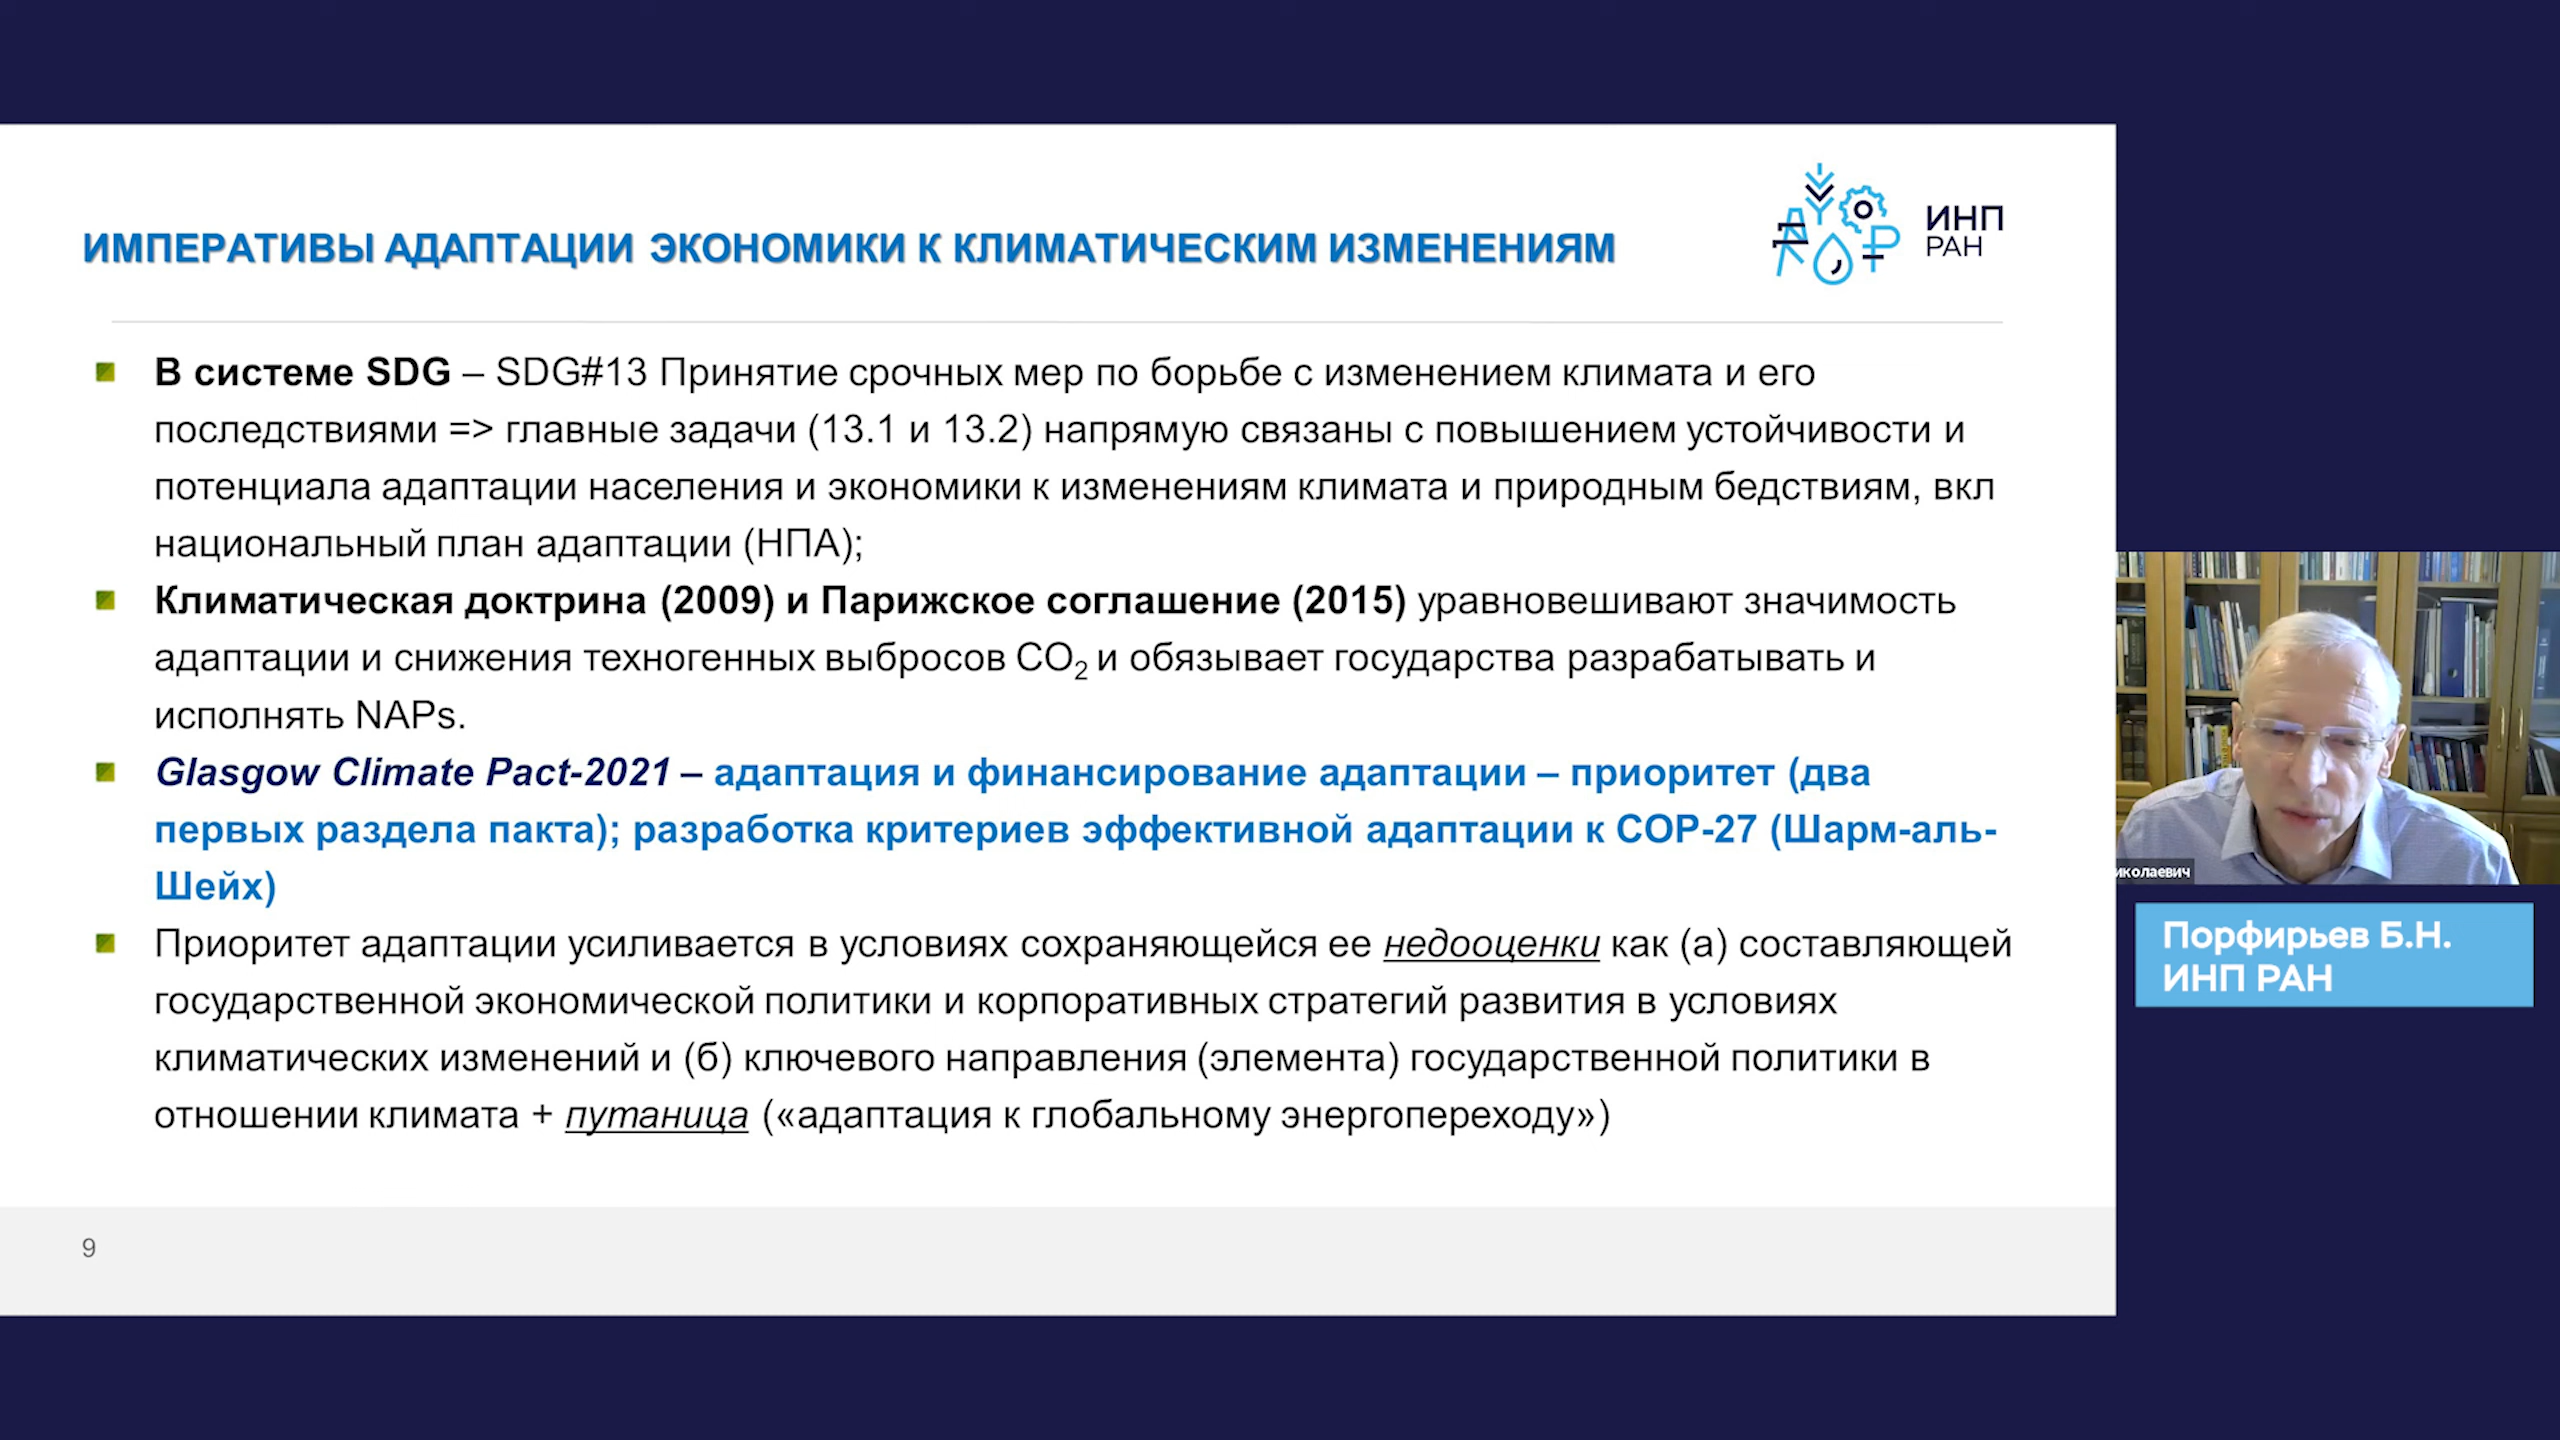 ИМПЕРАТИВЫ АДАПТАЦИИ ЭКОНОМИКИ К КЛИМАТИЧЕСКИМ ИЗМЕНЕНИЯМ
ИНП
РАН
В системе SDG – SDG#13 Принятие срочных мер по борьбе с изменением климата и его
последствиями => главные задачи (13.1 и 13.2) напрямую связаны с повышением устойчивости и
потенциала адаптации населения и экономики к изменениям климата и природным бедствиям, вкл
национальный план адаптации (НПА);
Климатическая доктрина (2009) и Парижское соглашение (2015) уравновешивают значимость
адаптации и снижения техногенных выбросов CO2 и обязывает государства разрабатывать и
исполнять NAPs.
Glasgow Climate Pact-2021 – адаптация и финансирование адаптации – приоритет (два
первых раздела пакта); разработка критериев эффективной адаптации к COP-27 (Шарм-аль-
Шейх)
Приоритет адаптации усиливается в условиях сохраняющейся ее недооценки как (а) составляющей
государственной экономической политики и корпоративных стратегий развития в условиях
климатических изменений и (б) ключевого направления (элемента) государственной политики в
отношении климата + путаница («адаптация к глобальному энергопереходу»)
9
иколаевич
Порфирьев Б.Н.
ИНП РАН